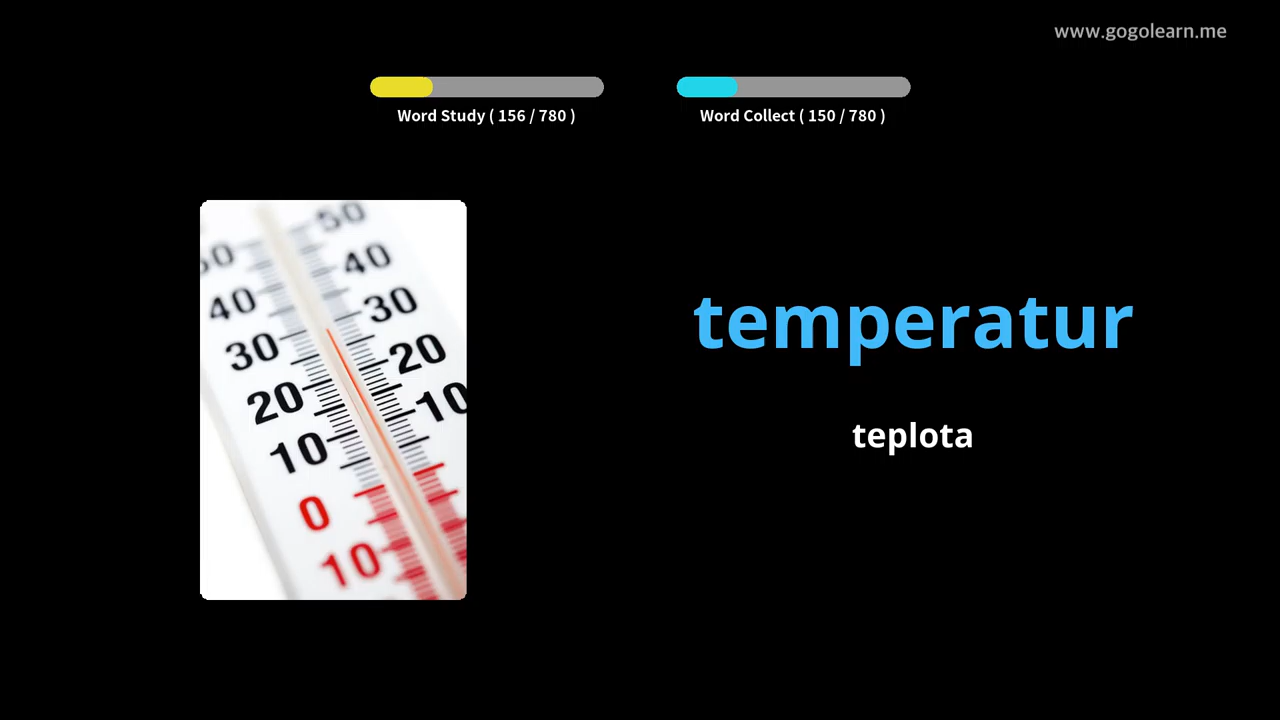 www.gogolearn.me
Word Study ( 156 / 780 )
Word Collect ( 150 / 780 )
50
40
40
30
30
20
20
10
10
0
10
temperatur
teplota